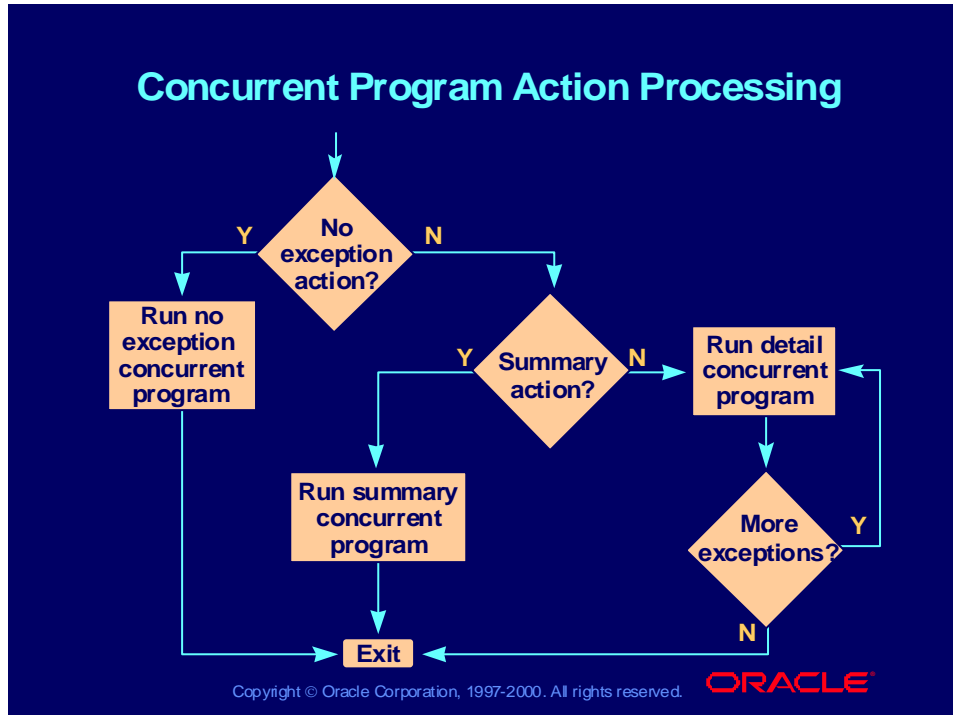 Concurrent Program Action Processing
Y
No
exception
action?
N
Run no
exception
concurrent
program
Y
Summary
action?
N
Run detail
concurrent
program
Run summary
concurrent
program
More
exceptions?
Y
N
Exit
Copyright © Oracle Corporation, 1997-2000. All rights reserved.
ORACLE®